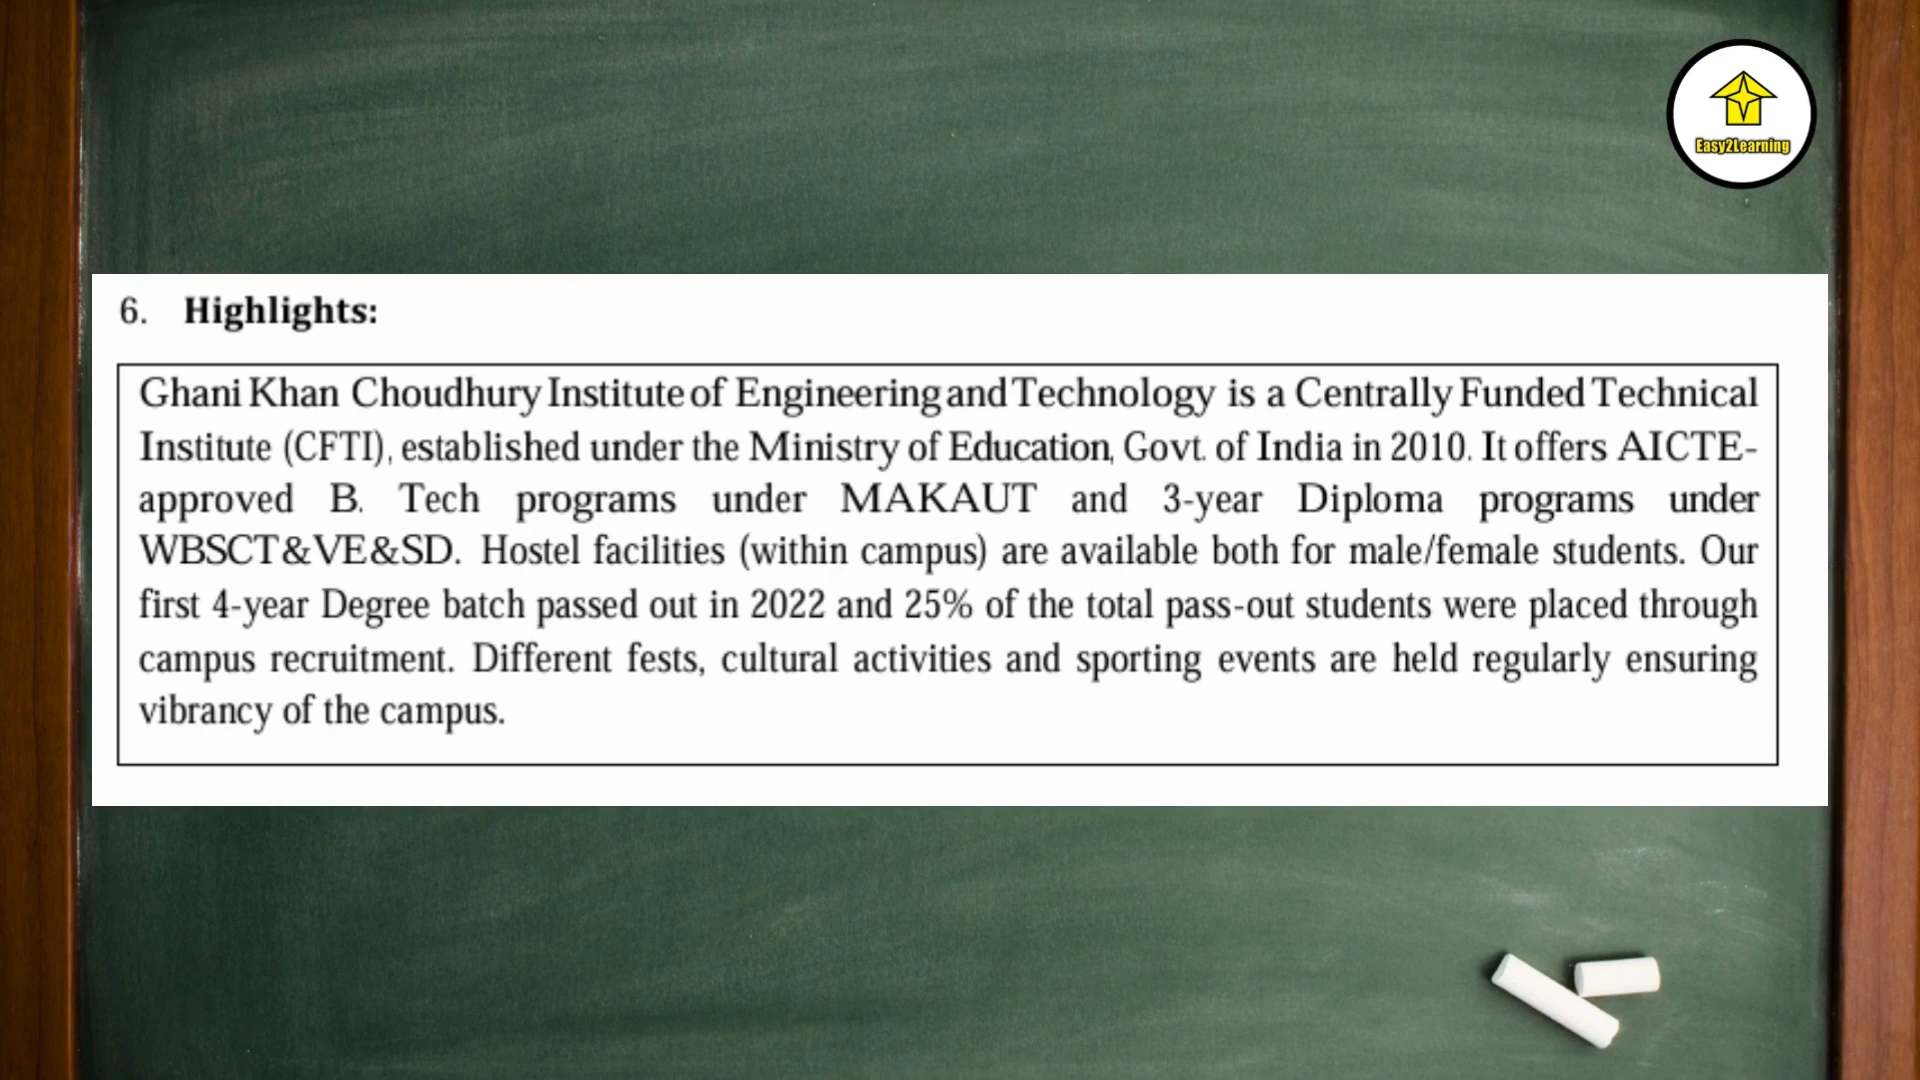 Easy2Learning
6. Highlights:
Ghani Khan Choudhury Institute of Engineering and Technology is a Centrally Funded Technical
Institute (CFTI), established under the Ministry of Education, Govt. of India in 2010. It offers AICTE-
approved B. Tech programs under MAKAUT and 3-year Diploma programs under
WBSCT&VE&SD. Hostel facilities (within campus) are available both for male/female students. Our
first 4-year Degree batch passed out in 2022 and 25% of the total pass-out students were placed through
campus recruitment. Different fests, cultural activities and sporting events are held regularly ensuring
vibrancy of the campus.